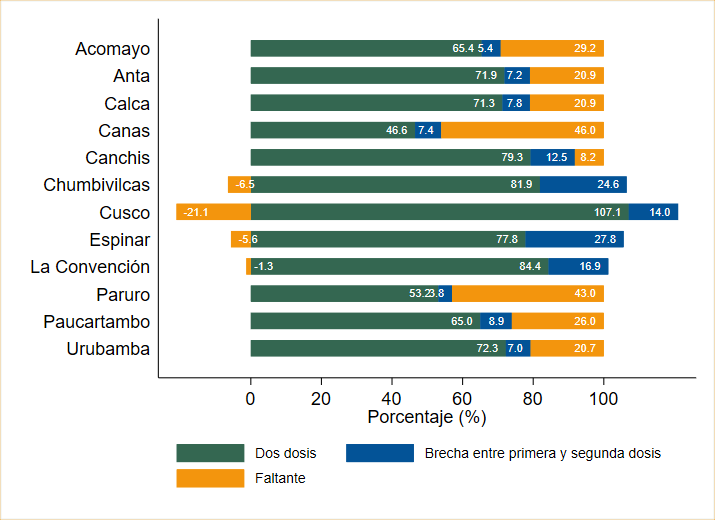 Acomayo 65.4 5.4 29.2
Anta 71.9 7.2 20.9
Calca 71.3 7.8 20.9
Canas 46.6 7.4 46.0
Canchis 79.3 12.5 8.2
Chumbivilcas -6.5 81.9 24.6
Cusco -21.1 107.1 14.0
Espinar -5.6 77.8 27.8
La Convención -1.3 84.4 16.9
Paruro 53.2 3.8 43.0
Paucartambo 65.0 8.9 26.0
Urubamba 72.3 7.0 20.7
0 20 40 60 80 100
Porcentaje (%)
Dos dosis Brecha entre primera y segunda dosis
Faltante